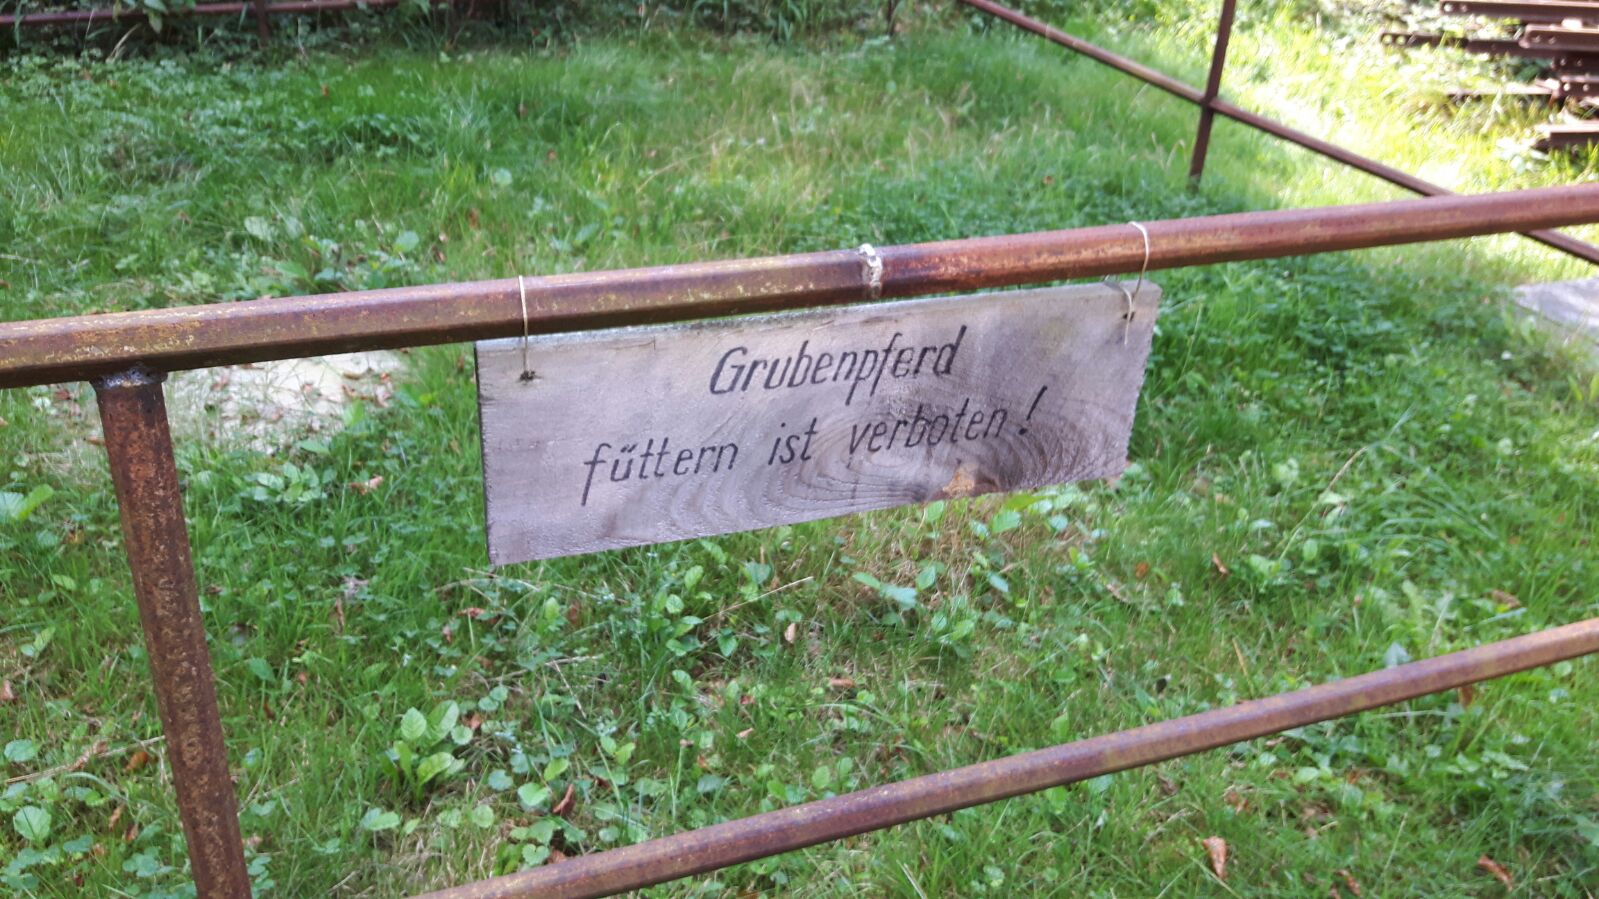 Grubenpferd
füttern ist verboten!